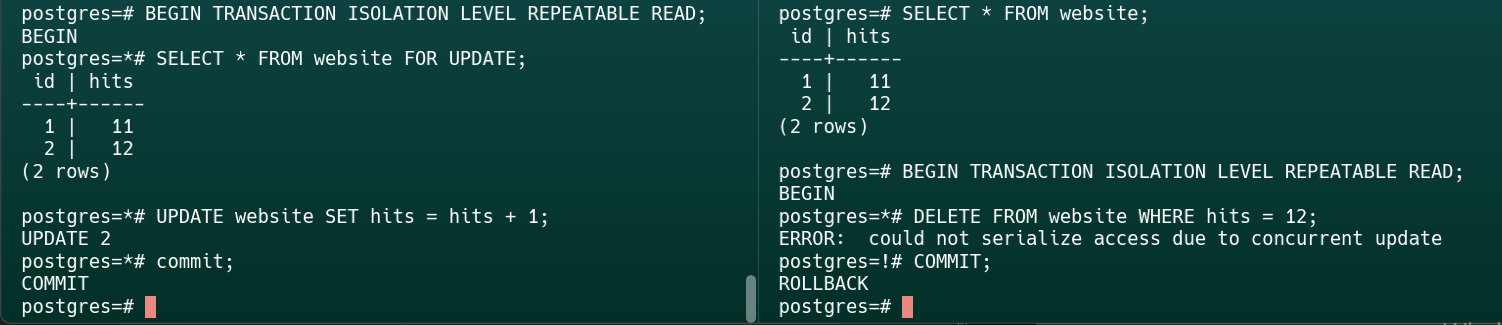 postgres=# BEGIN TRANSACTION ISOLATION LEVEL REPEATABLE READ;
BEGIN
postgres=*# SELECT * FROM website FOR UPDATE;
 id | hits
----+------
  1 |   11
  2 |   12
(2 rows)

postgres=*# UPDATE website SET hits = hits + 1;
UPDATE 2
postgres=*# commit;
COMMIT
postgres=#

postgres=# SELECT * FROM website;
 id | hits
----+------
  1 |   11
  2 |   12
(2 rows)

postgres=# BEGIN TRANSACTION ISOLATION LEVEL REPEATABLE READ;
BEGIN
postgres=*# DELETE FROM website WHERE hits = 12;
ERROR:  could not serialize access due to concurrent update
postgres=!# COMMIT;
ROLLBACK
postgres=#